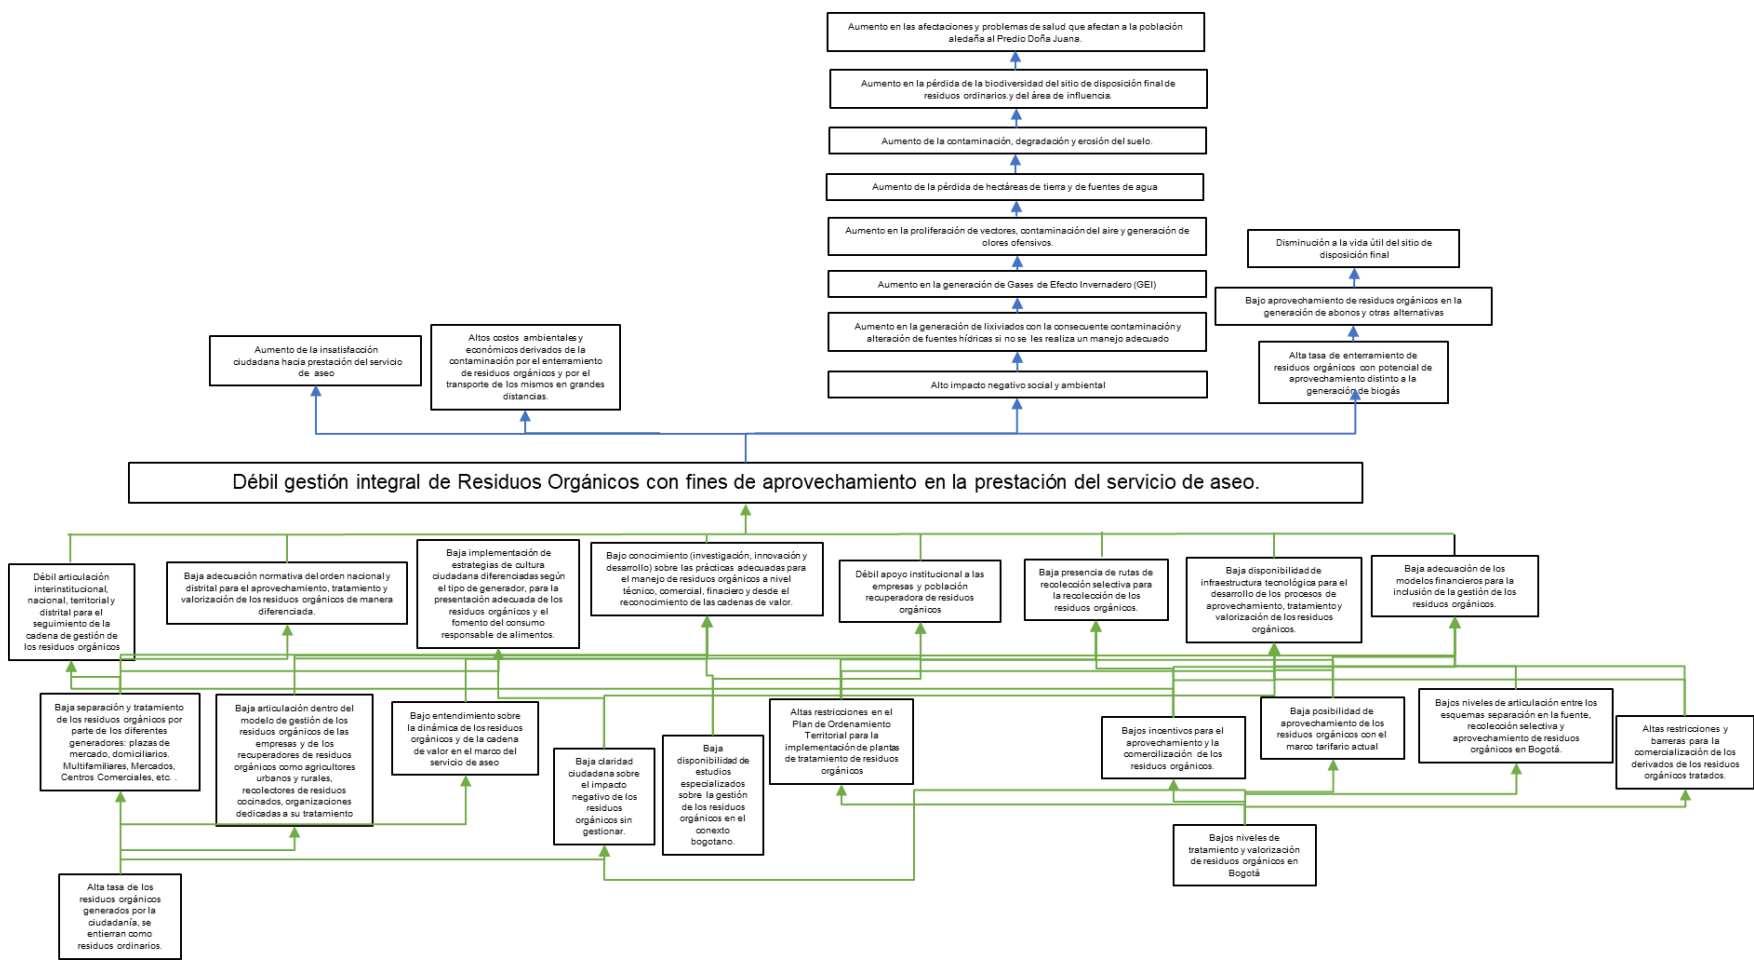 Aumento en las afectaciones y problemas de salud que afectan a la población
aledaña al Predio Doña Juana.
Aumento en la pérdida de la biodiversidad del sitio de disposición final de
residuos ordinarios.y del área de influencia.
Aumento de la contaminación, degradación y erosión del suelo.
Aumento de la pérdida de hectáreas de tierra y de fuentes de agua
Aumento en la proliferación de vectores, contaminación del aire y generación de
olores ofensivos.
Aumento en la generación de Gases de Efecto Invernadero (GEI)
Aumento en la generación de lixiviados con la consecuente contaminación y
alteración de fuentes hídricas si no se les realiza un manejo adecuado
Alto impacto negativo social y ambiental
Disminución a la vida útil del sitio de
disposición final
Bajo aprovechamiento de residuos orgánicos en la
generación de abonos y otras alternativas
Alta tasa de enterramiento de
residuos orgánicos con potencial de
aprovechamiento distinto a la
generación de biogás
Aumento de la insatisfacción
ciudadana hacia prestación del servicio
de aseo
Altos costos ambientales y
económicos derivados de la
contaminación por el enterramiento
de residuos orgánicos y por el
transporte de los mismos en grandes
distancias.
Débil gestión integral de Residuos Orgánicos con fines de aprovechamiento en la prestación del servicio de aseo.
Débil articulación
interinstitucional,
nacional, territorial y
distrital para el
seguimiento de la
cadena de gestión de
los residuos orgánicos
Baja adecuación normativa del orden nacional y
distrital para el aprovechamiento, tratamiento y
valorización de los residuos orgánicos de manera
diferenciada.
Baja implementación de
estrategias de cultura
ciudadana diferenciadas según
el tipo de generador, para la
presentación adecuada de los
residuos orgánicos y el
fomento del consumo
responsable de alimentos.
Bajo conocimiento (investigación, innovación y
desarrollo) sobre las prácticas adecuadas para
el manejo de residuos orgánicos a nivel
técnico, comercial, finaciero y desde el
reconocimiento de las cadenas de valor.
Débil apoyo institucional a las
empresas y población
recuperadora de residuos
orgánicos
Baja presencia de rutas de
recolección selectiva para
la recolección de los
residuos orgánicos.
Baja disponibilidad de
infraestructura tecnológica para el
desarrollo de los procesos de
aprovechamiento, tratamiento y
valorización de los residuos
orgánicos.
Baja adecuación de los
modelos financieros para la
inclusión de la gestión de los
residuos orgánicos.
Baja separación y tratamiento
de los residuos orgánicos por
parte de los diferentes
generadores: plazas de
mercado, domiciliarios.
Multifamiliares, Mercados,
Centros Comerciales, etc. .
Baja articulación dentro del
modelo de gestión de los
residuos orgánicos de las
empresas y de los
recuperadores de residuos
orgánicos como agricultores
urbanos y rurales,
recolectores de residuos
cocinados, organizaciones
dedicadas a su tratamiento
Bajo entendimiento sobre
la dinámica de los residuos
orgánicos y de la cadena
de valor en el marco del
servicio de aseo
Baja claridad
ciudadana sobre
el impacto
negativo de los
residuos
orgánicos sin
gestionar.
Baja
disponibilidad de
estudios
especializados
sobre la gestión
de los residuos
orgánicos en el
conexto
bogotano.
Altas restricciones en el
Plan de Ordenamiento
Territorial para la
implementación de plantas
de tratamiento de residuos
orgánicos
Bajos incentivos para el
aprovechamiento y la
comercilización de los
residuos orgánicos.
Baja posibilidad de
aprovechamiento de los
residuos orgánicos con el
marco tarifario actual
Bajos niveles de articulación entre los
esquemas separación en la fuente,
recolección selectiva y
aprovechamiento de residuos
orgánicos en Bogotá.
Altas restricciones y
barreras para la
comercialización de los
derivados de los residuos
orgánicos tratados.
Alta tasa de los
residuos orgánicos
generados por la
ciudadanía, se
entierran como
residuos ordinarios.
Bajos niveles de
tratamiento y valorización
de residuos orgánicos en
Bogotá